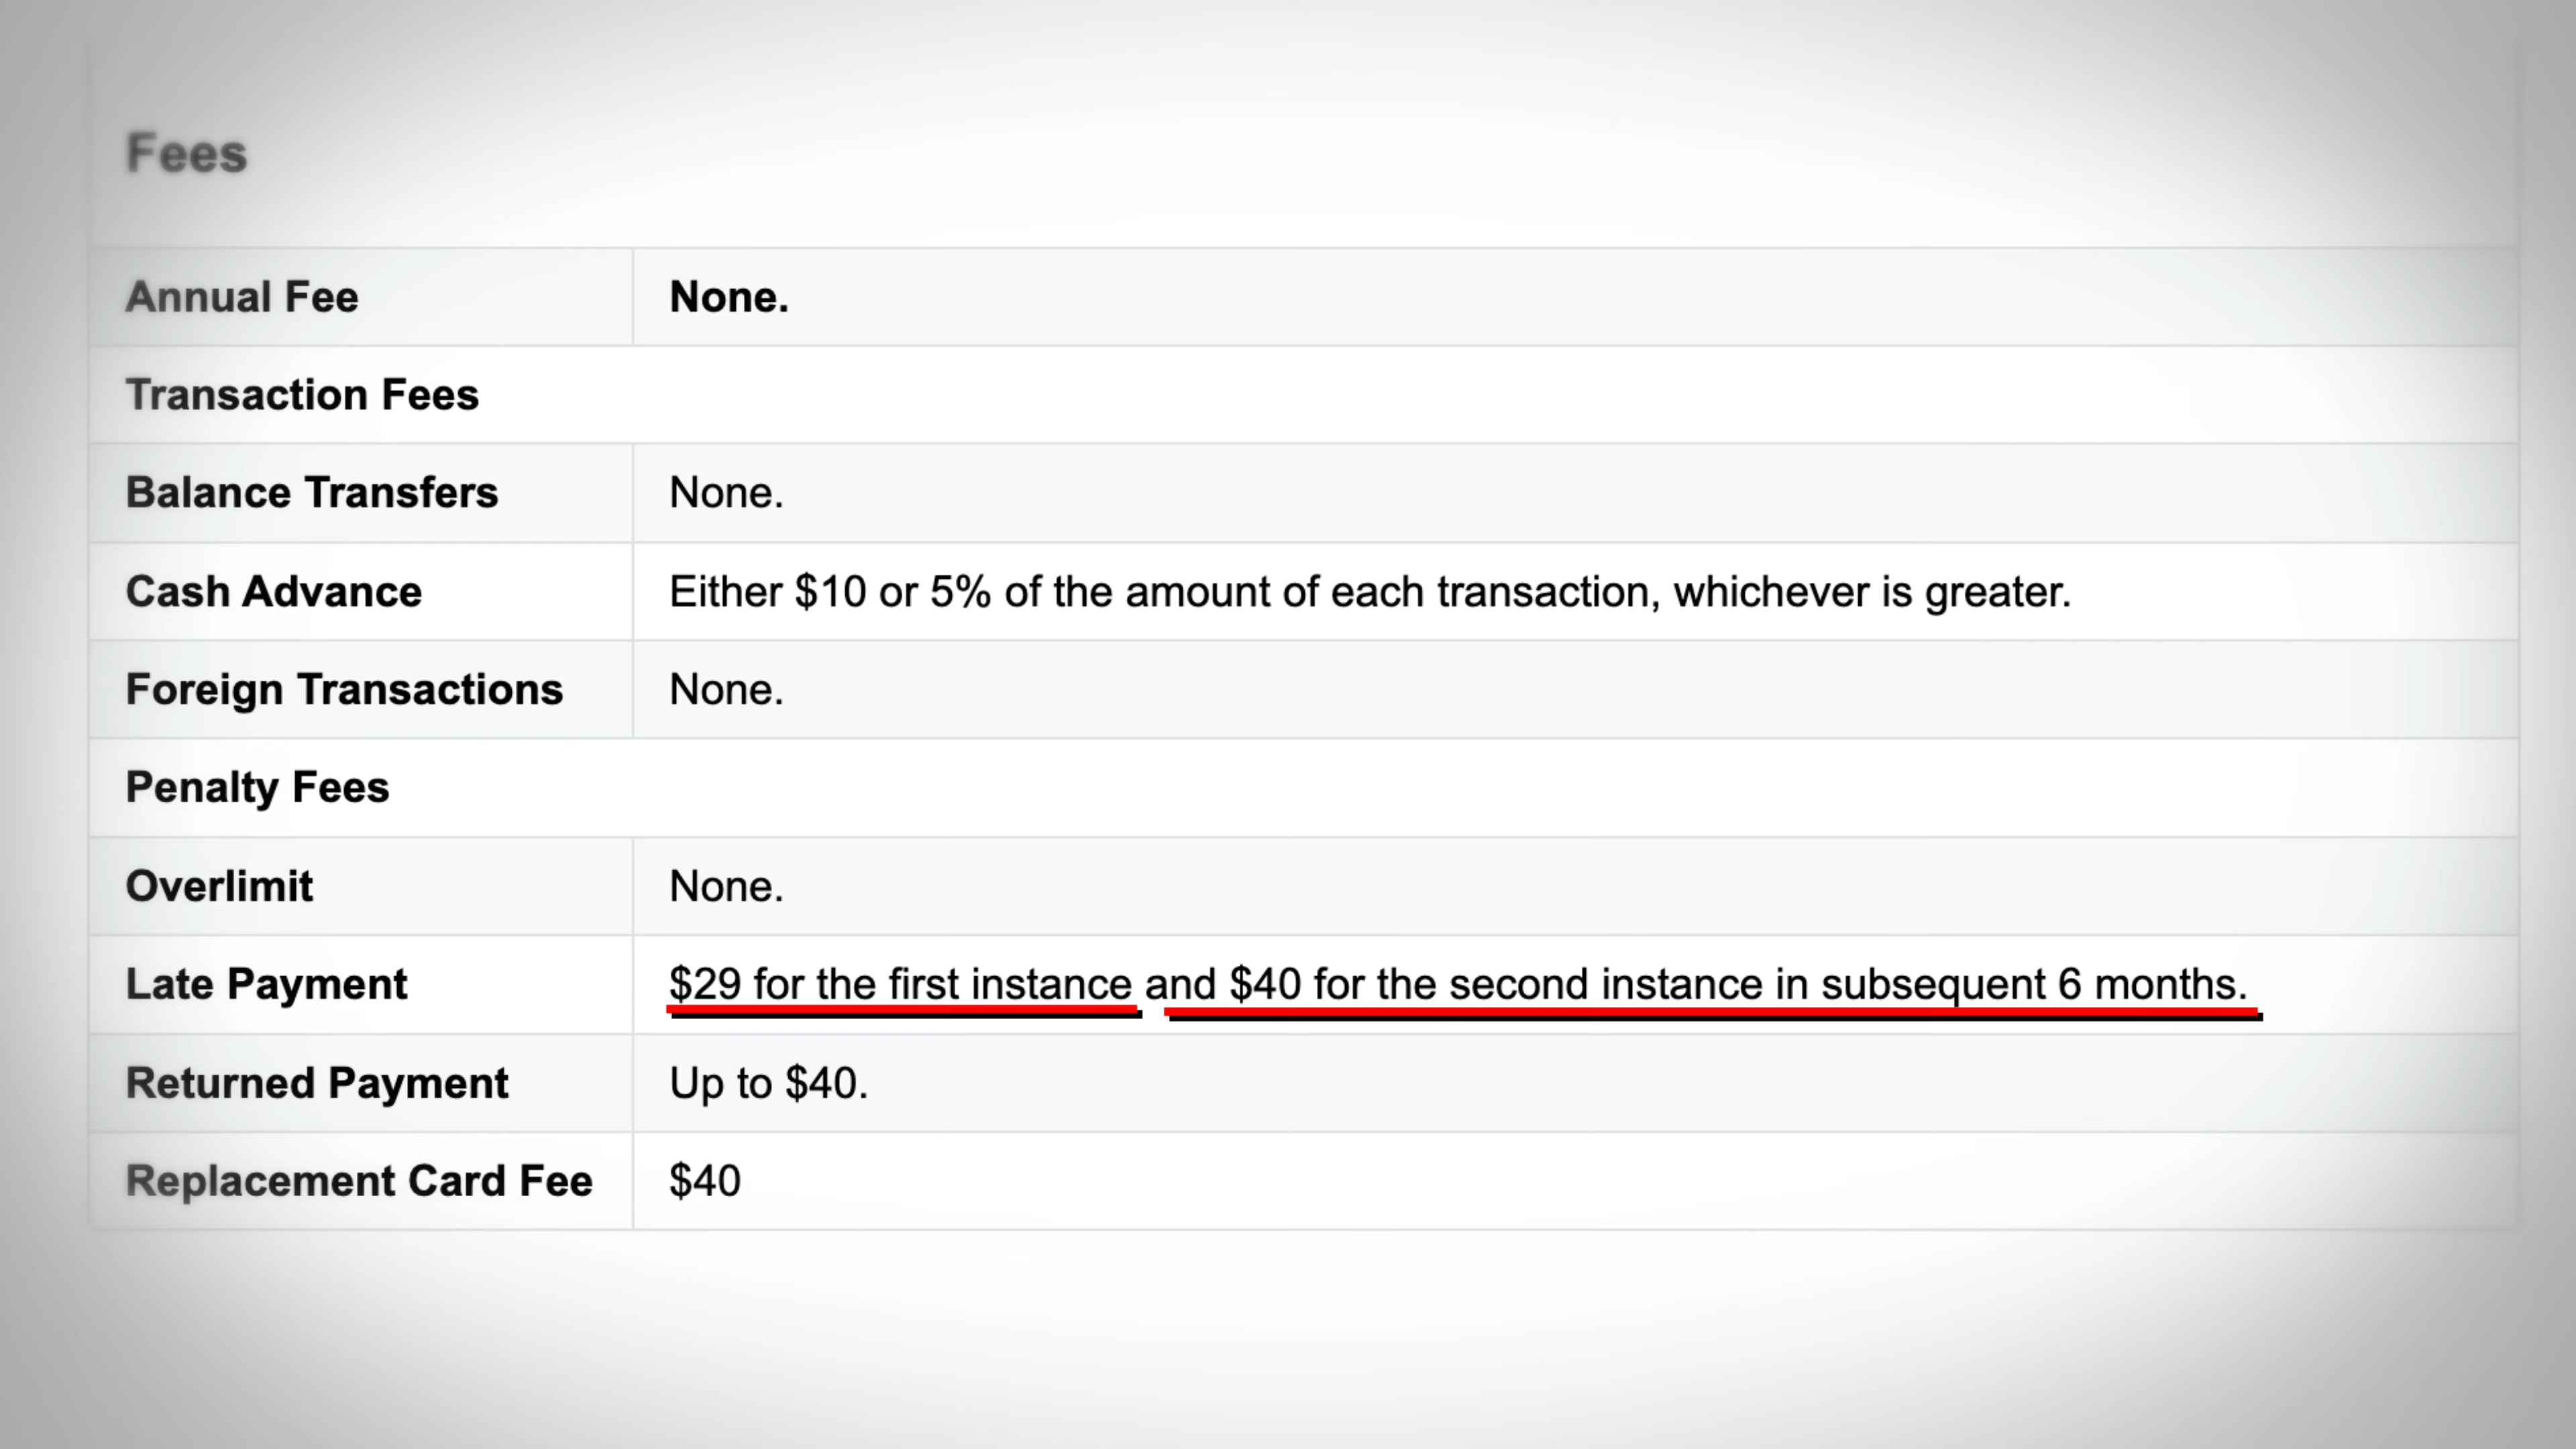 Fees
Annual Fee None.
Transaction Fees
Balance Transfers None.
Cash Advance Either $10 or 5% of the amount of each transaction, whichever is greater.
Foreign Transactions None.
Penalty Fees
Overlimit None.
Late Payment $29 for the first instance and $40 for the second instance in subsequent 6 months.
Returned Payment Up to $40.
Replacement Card Fee $40